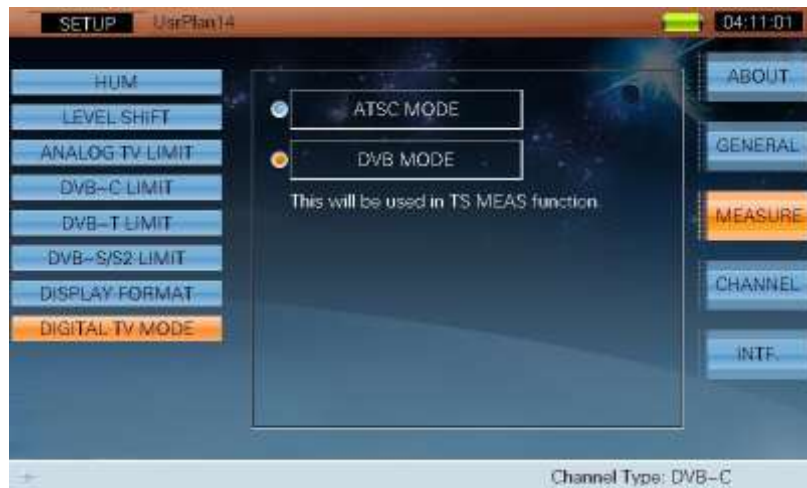 SETUP UsrPlan14 04:11:01
HUM
LEVEL SHIFT
ANALOG TV LIMIT
DVB-C LIMIT
DVB-T LIMIT
DVB-S/S2 LIMIT
DISPLAY FORMAT
DIGITAL TV MODE
ATSC MODE
DVB MODE
This will be used in TS MEAS function.
ABOUT
GENERAL
MEASURE
CHANNEL
INTF.
Channel Type: DVB-C